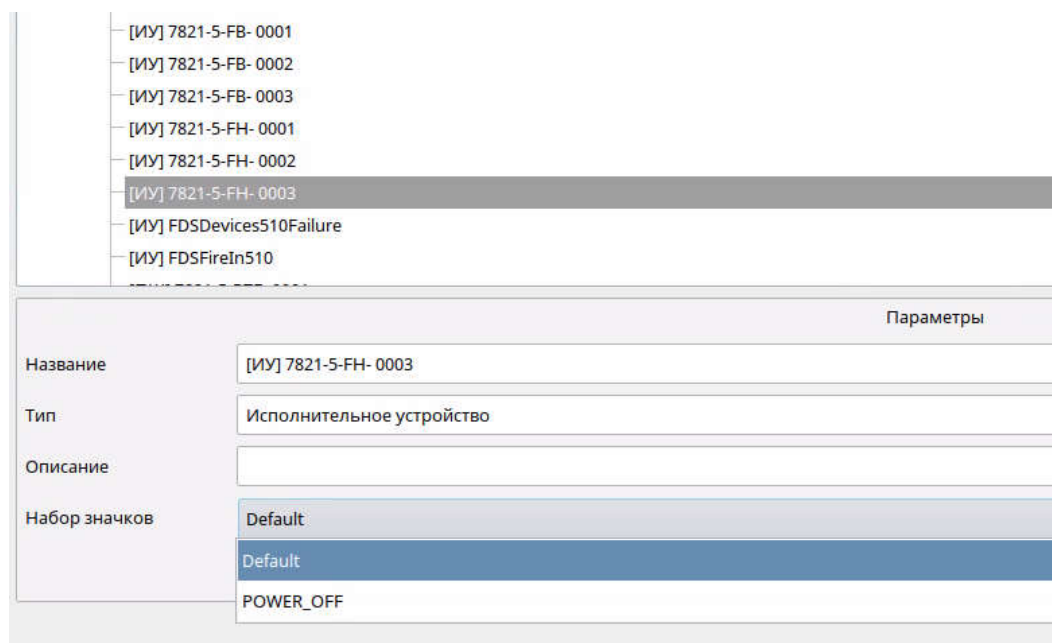 [ИУ] 7821-5-FB- 0001
[ИУ] 7821-5-FB- 0002
[ИУ] 7821-5-FB- 0003
[ИУ] 7821-5-FH- 0001
[ИУ] 7821-5-FH- 0002
[ИУ] 7821-5-FH- 0003
[ИУ] FDSDevices510Failure
[ИУ] FDSFireIn510
Параметры
Название [ИУ] 7821-5-FH- 0003
Тип Исполнительное устройство
Описание
Набор значков Default
Default
POWER_OFF